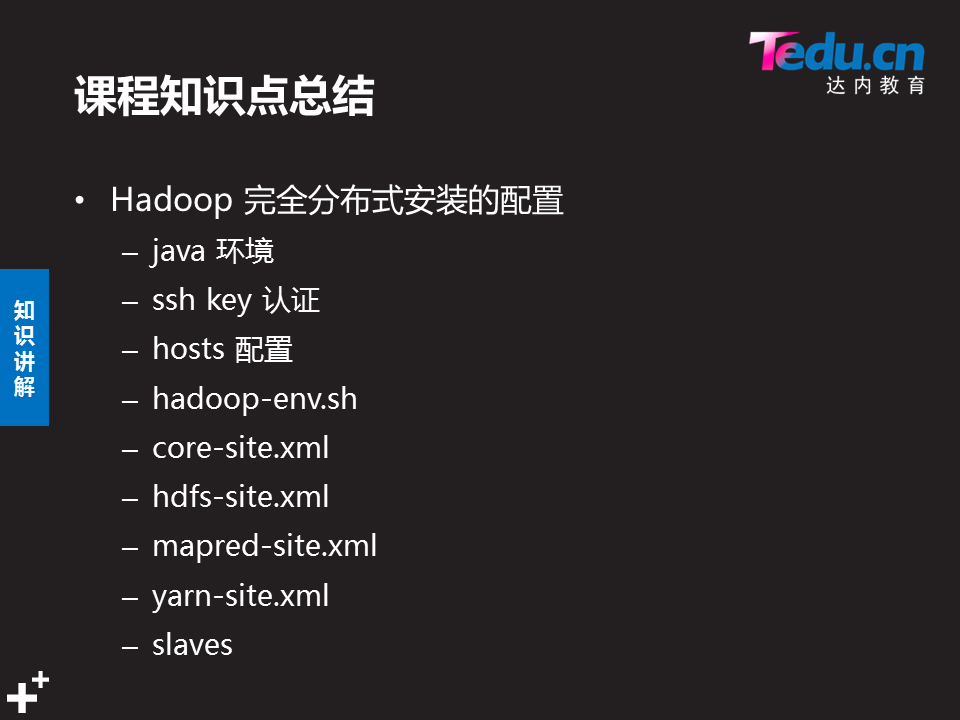 Tedu.cn
达内教育
课程知识点总结
• Hadoop 完全分布式安装的配置
– java 环境
– ssh key 认证
– hosts 配置
– hadoop-env.sh
– core-site.xml
– hdfs-site.xml
– mapred-site.xml
– yarn-site.xml
– slaves
知识讲解